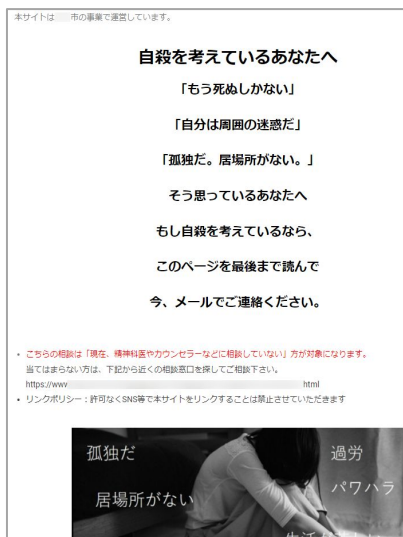 本サイトは 市の事業で運営しています。
自殺を考えているあなたへ
「もう死ぬしかない」
「自分は周囲の迷惑だ」
「孤独だ。居場所がない。」
そう思っているあなたへ
もし自殺を考えているなら、
このページを最後まで読んで
今、メールでご連絡ください。
・こちらの相談は「現在、精神科医やカウンセラーなどに相談していない」方が対象になります。
当てはまらない方は、下記から近くの相談窓口を探してご相談下さい。
https://www html
・リンクポリシー：許可なくSNS等で本サイトをリンクすることは禁止させていただきます
孤独だ
過労
パワハラ
居場所がない